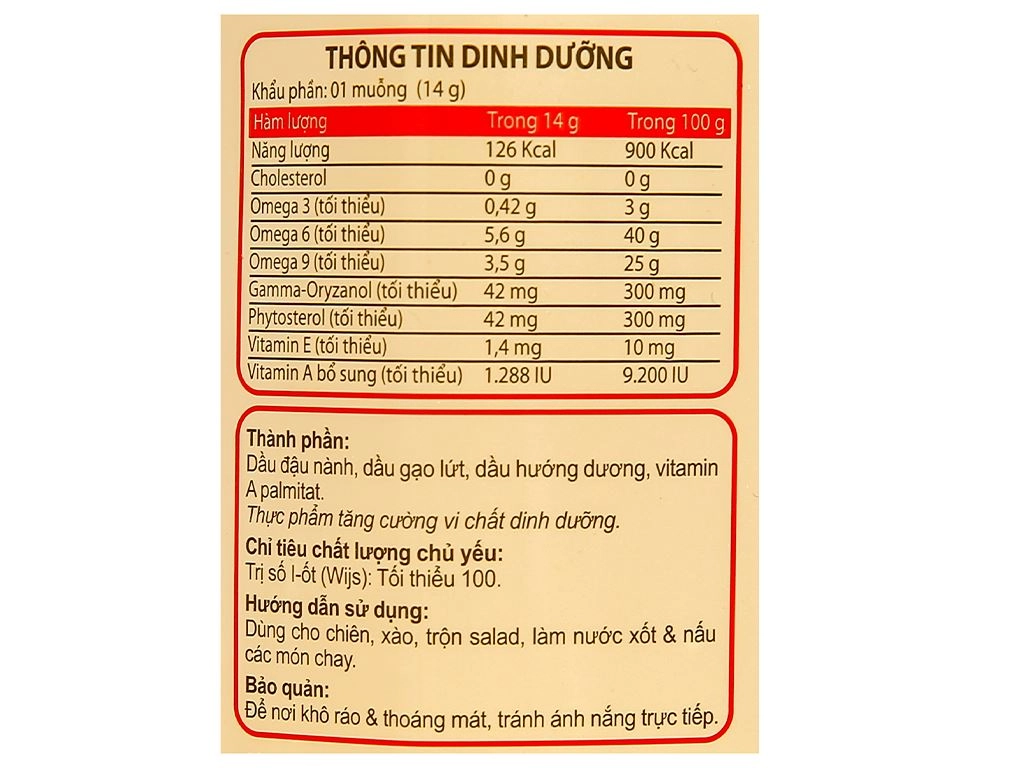 THÔNG TIN DINH DƯỠNG
Khẩu phần: 01 muỗng (14 g)
Hàm lượng Trong 14 g Trong 100 g
Năng lượng 126 Kcal 900 Kcal
Cholesterol 0 g 0 g
Omega 3 (tối thiểu) 0,42 g 3 g
Omega 6 (tối thiểu) 5,6 g 40 g
Omega 9 (tối thiểu) 3,5 g 25 g
Gamma-Oryzanol (tối thiểu) 42 mg 300 mg
Phytosterol (tối thiểu) 42 mg 300 mg
Vitamin E (tối thiểu) 1,4 mg 10 mg
Vitamin A bổ sung (tối thiểu) 1.288 IU 9.200 IU
Thành phần:
Dầu đậu nành, dầu gạo lứt, dầu hướng dương, vitamin
A palmitat.
Thực phẩm tăng cường vi chất dinh dưỡng.
Chỉ tiêu chất lượng chủ yếu:
Trị số I-ốt (Wijs): Tối thiểu 100.
Hướng dẫn sử dụng:
Dùng cho chiên, xào, trộn salad, làm nước xốt & nấu
các món chay.
Bảo quản:
Để nơi khô ráo & thoáng mát, tránh ánh nắng trực tiếp.